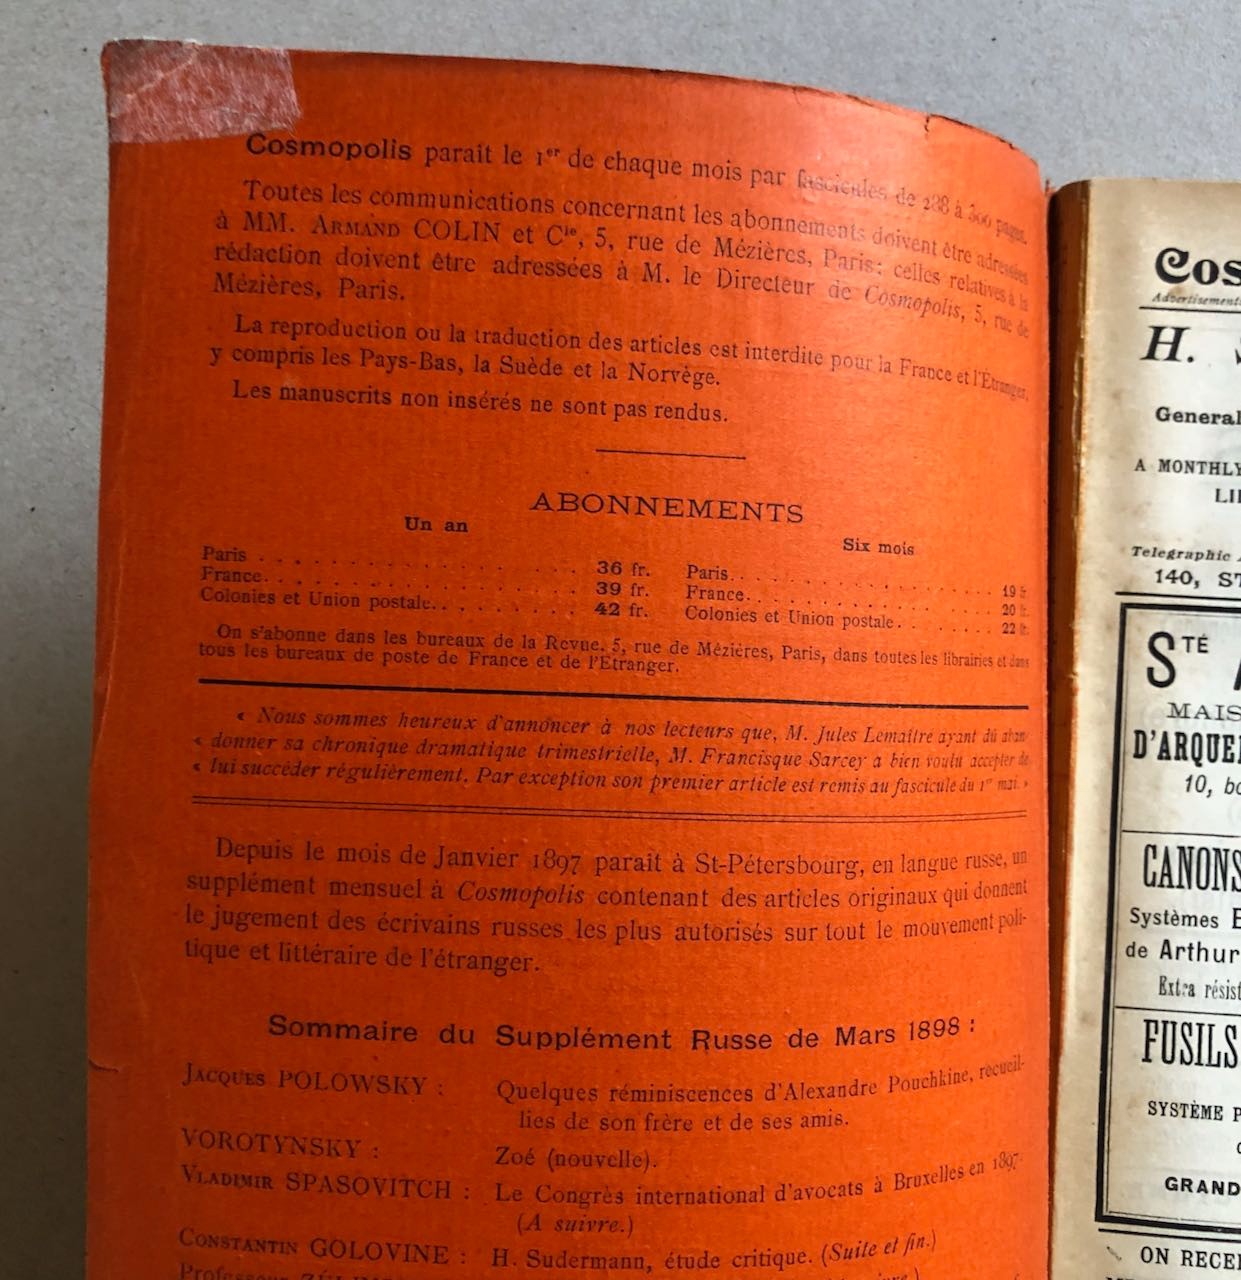 Cosmopolis paraît le 1er de chaque mois par fascicules de 288 à 300 pages.
Toutes les communications concernant les abonnements doivent être adressées
à MM. ARMAND COLIN et Cie, 5, rue de Mézières, Paris; celles relatives à la
rédaction doivent être adressées à M. le Directeur de Cosmopolis, 5, rue de
Mézières, Paris.
La reproduction ou la traduction des articles est interdite pour la France et l'Étranger,
y compris les Pays-Bas, la Suède et la Norvège.
Les manuscrits non insérés ne sont pas rendus.
ABONNEMENTS
Un an
Paris . . . . . . . . . . 36 fr.
France. . . . . . . . . . 39 fr.
Colonies et Union postale. . . . . . . . 42 fr.
Six mois
Paris. . . . . . . . . . 19 fr.
France. . . . . . . . . . 20 fr.
Colonies et Union postale. . . . . . . . 22 fr.
On s'abonne dans les bureaux de la Revue, 5, rue de Mézières, Paris, dans toutes les librairies et dans
tous les bureaux de poste de France et de l'Etranger.
« Nous sommes heureux d'annoncer à nos lecteurs que, M. Jules Lemaître ayant dû aban-
« donner sa chronique dramatique trimestrielle, M. Francisque Sarcey a bien voulu accepter de
« lui succéder régulièrement. Par exception son premier article est remis au fascicule du 1er mai. »
Depuis le mois de Janvier 1897 paraît à St-Pétersbourg, en langue russe, un
supplément mensuel à Cosmopolis contenant des articles originaux qui donnent
le jugement des écrivains russes les plus autorisés sur tout le mouvement poli-
tique et littéraire de l'étranger.
Sommaire du Supplément Russe de Mars 1898 :
JACQUES POLOWSKY : Quelques réminiscences d'Alexandre Pouchkine, recueil-
lies de son frère et de ses amis.
VOROTYNSKY : Zoé (nouvelle).
VLADIMIR SPASOVITCH : Le Congrès international d'avocats à Bruxelles en 1897.
(A suivre.)
CONSTANTIN GOLOVINE : H. Sudermann, étude critique. (Suite et fin.)
Cos
Advertisement
H.
General
A MONTHLY
LI
Telegraphic
140, ST
STÉ
MAIS
D'ARQUE
10, bo
CANONS
Systèmes
de Arthur
Extra résist
FUSILS
SYSTÈME P
GRAND
ON RECE